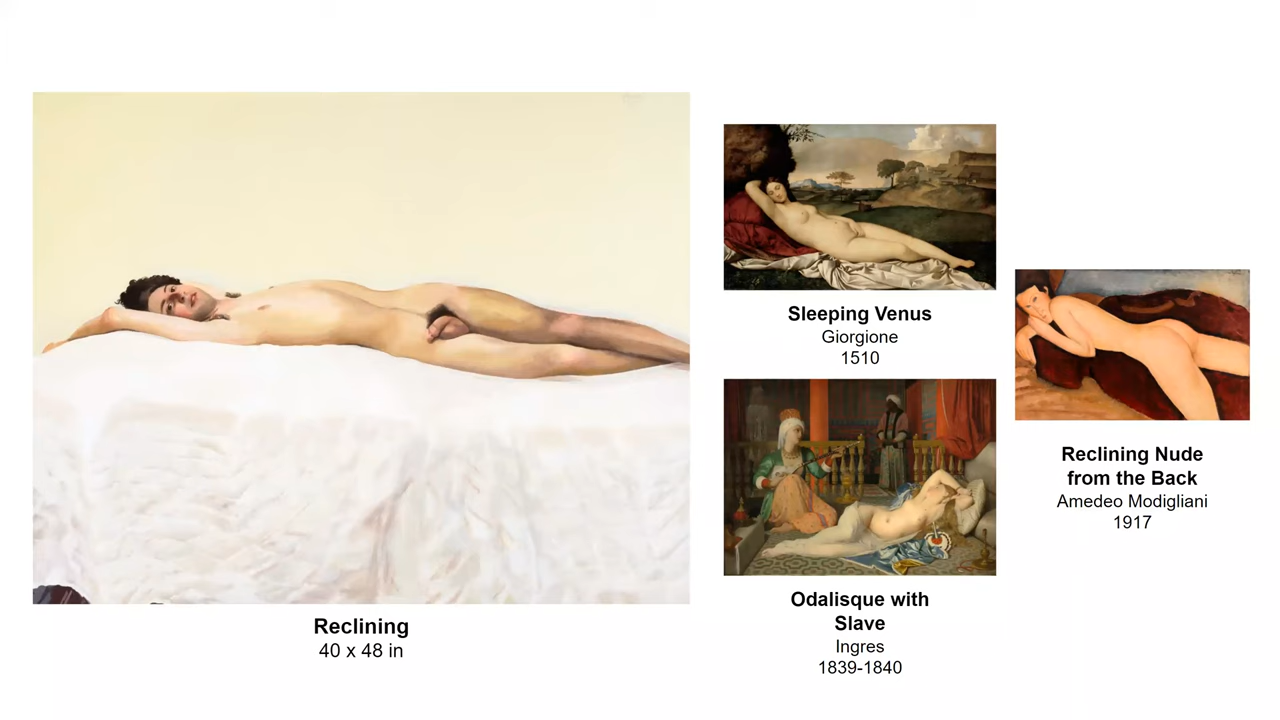 Reclining
40 x 48 in
Sleeping Venus
Giorgione
1510
Odalisque with
Slave
Ingres
1839-1840
Reclining Nude
from the Back
Amedeo Modigliani
1917